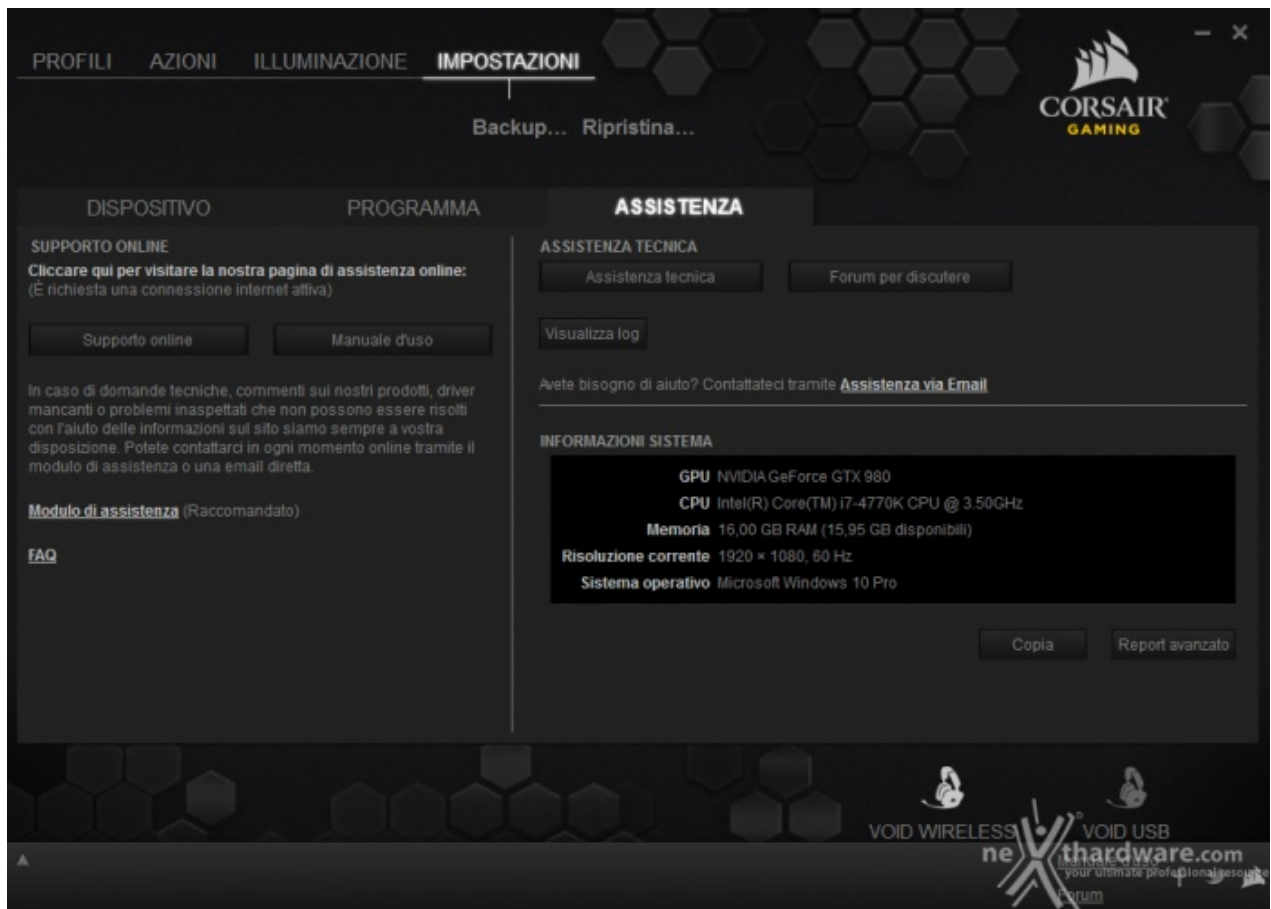 PROFILI AZIONI ILLUMINAZIONE IMPOSTAZIONI
Backup... Ripristina...
CORSAIR
GAMING
DISPOSITIVO PROGRAMMA ASSISTENZA
SUPPORTO ONLINE
Cliccare qui per visitare la nostra pagina di assistenza online:
(È richiesta una connessione internet attiva)
Supporto online Manuale d'uso
In caso di domande tecniche, commenti sui nostri prodotti, driver
mancanti o problemi inaspettati che non possono essere risolti
con l'aiuto delle informazioni sul sito siamo sempre a vostra
disposizione. Potete contattarci in ogni momento online tramite il
modulo di assistenza o una email diretta.
Modulo di assistenza (Raccomandato)
FAQ
ASSISTENZA TECNICA
Assistenza tecnica Forum per discutere
Visualizza log
Avete bisogno di aiuto? Contattateci tramite Assistenza via Email
INFORMAZIONI SISTEMA
GPU NVIDIA GeForce GTX 980
CPU Intel(R) Core(TM) i7-4770K CPU @ 3.50GHz
Memoria 16,00 GB RAM (15,95 GB disponibili)
Risoluzione corrente 1920 × 1080, 60 Hz
Sistema operativo Microsoft Windows 10 Pro
Copia Report avanzato
VOID WIRELESS VOID USB
nexthardware.com
Manuale d'uso
your ultimate professional resource
Forum